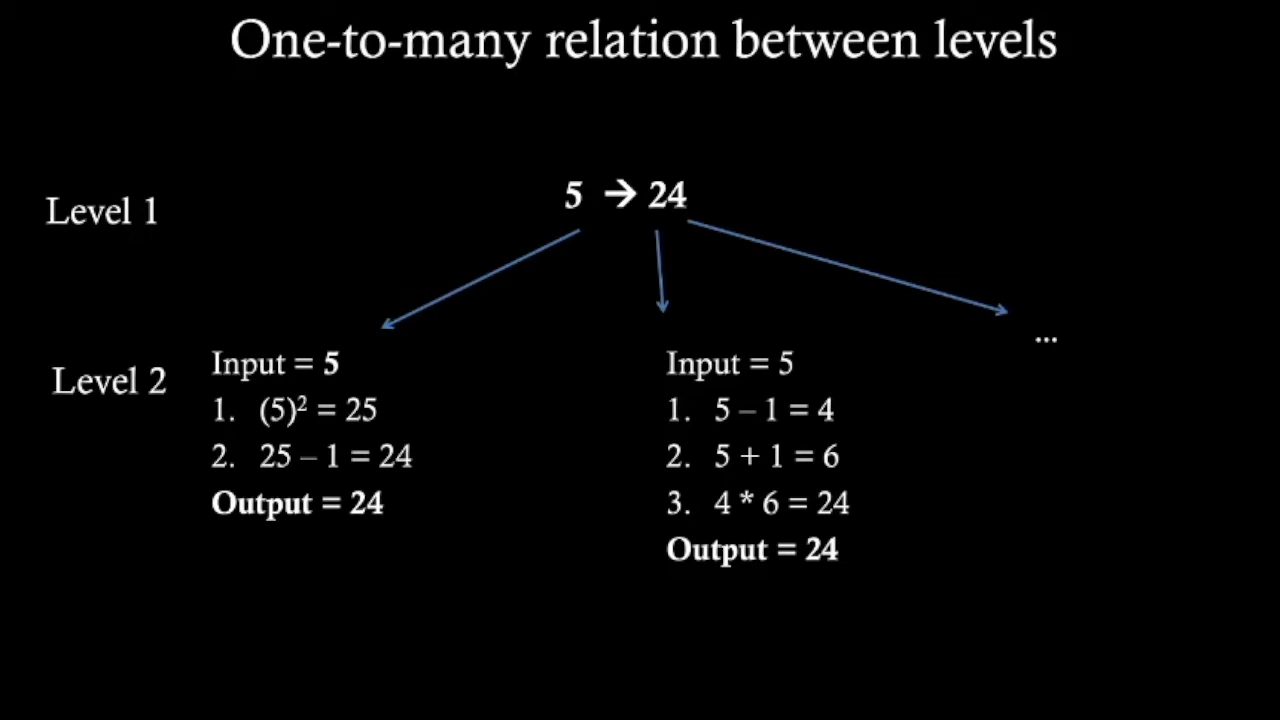 One-to-many relation between levels
Level 1
5 → 24
...
Level 2
Input = 5
1. (5)² = 25
2. 25 – 1 = 24
Output = 24
Input = 5
1. 5 – 1 = 4
2. 5 + 1 = 6
3. 4 * 6 = 24
Output = 24